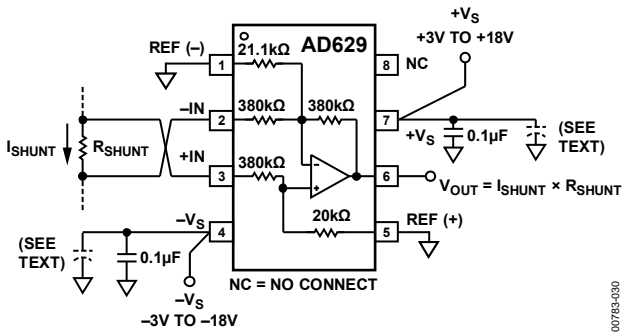 +VS
+3V TO +18V
REF (–)
21.1kΩ
AD629
1
8
NC
–IN
380kΩ
380kΩ
2
7
+VS
0.1µF
(SEE
TEXT)
ISHUNT
RSHUNT
+IN
380kΩ
3
–
+
6
VOUT = ISHUNT × RSHUNT
–VS
20kΩ
REF (+)
4
5
(SEE
TEXT)
0.1µF
NC = NO CONNECT
–VS
–3V TO –18V
00783-030